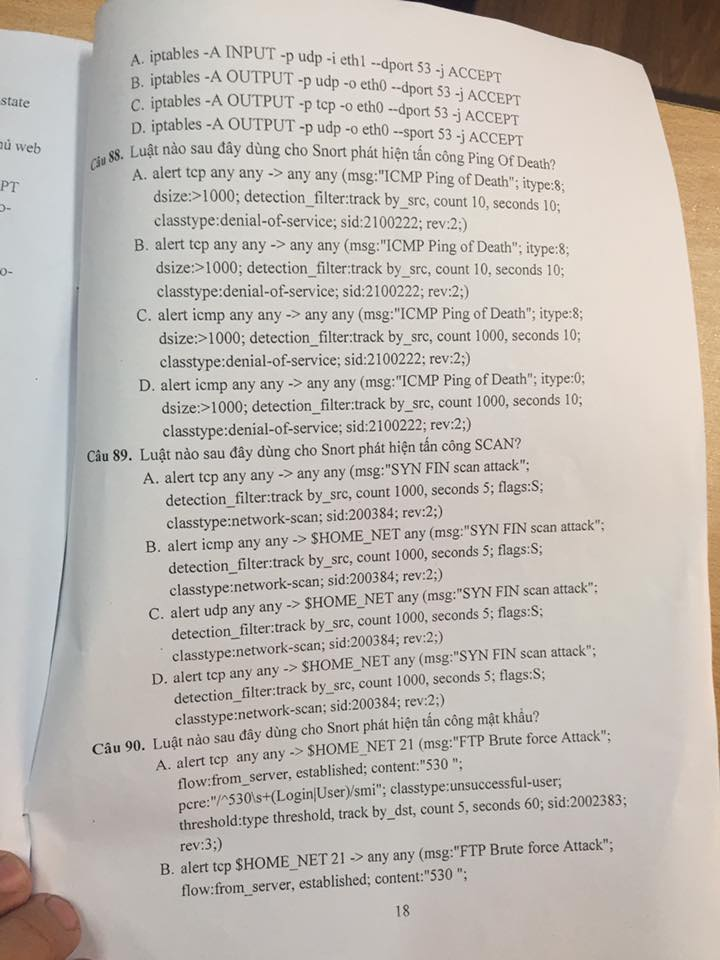 state
hủ web
PT
o-
o-
A. iptables -A INPUT -p udp -i eth1 --dport 53 -j ACCEPT
B. iptables -A OUTPUT -p udp -o eth0 --dport 53 -j ACCEPT
C. iptables -A OUTPUT -p tcp -o eth0 --dport 53 -j ACCEPT
D. iptables -A OUTPUT -p udp -o eth0 --sport 53 -j ACCEPT
Câu 88. Luật nào sau đây dùng cho Snort phát hiện tấn công Ping Of Death?
A. alert tcp any any -> any any (msg:"ICMP Ping of Death"; itype:8;
dsize:>1000; detection_filter:track by_src, count 10, seconds 10;
classtype:denial-of-service; sid:2100222; rev:2;)
B. alert tcp any any -> any any (msg:"ICMP Ping of Death"; itype:8;
dsize:>1000; detection_filter:track by_src, count 10, seconds 10;
classtype:denial-of-service; sid:2100222; rev:2;)
C. alert icmp any any -> any any (msg:"ICMP Ping of Death"; itype:8;
dsize:>1000; detection_filter:track by_src, count 1000, seconds 10;
classtype:denial-of-service; sid:2100222; rev:2;)
D. alert icmp any any -> any any (msg:"ICMP Ping of Death"; itype:0;
dsize:>1000; detection_filter:track by_src, count 1000, seconds 10;
classtype:denial-of-service; sid:2100222; rev:2;)
Câu 89. Luật nào sau đây dùng cho Snort phát hiện tấn công SCAN?
A. alert tcp any any -> any any (msg:"SYN FIN scan attack";
detection_filter:track by_src, count 1000, seconds 5; flags:S;
classtype:network-scan; sid:200384; rev:2;)
B. alert icmp any any -> $HOME_NET any (msg:"SYN FIN scan attack";
detection_filter:track by_src, count 1000, seconds 5; flags:S;
classtype:network-scan; sid:200384; rev:2;)
C. alert udp any any -> $HOME_NET any (msg:"SYN FIN scan attack";
detection_filter:track by_src, count 1000, seconds 5; flags:S;
classtype:network-scan; sid:200384; rev:2;)
D. alert tcp any any -> $HOME_NET any (msg:"SYN FIN scan attack";
detection_filter:track by_src, count 1000, seconds 5; flags:S;
classtype:network-scan; sid:200384; rev:2;)
Câu 90. Luật nào sau đây dùng cho Snort phát hiện tấn công mật khẩu?
A. alert tcp any any -> $HOME_NET 21 (msg:"FTP Brute force Attack";
flow:from_server, established; content:"530 ";
pcre:"/^530\s+(Login|User)/smi"; classtype:unsuccessful-user;
threshold:type threshold, track by_dst, count 5, seconds 60; sid:2002383;
rev:3;)
B. alert tcp $HOME_NET 21 -> any any (msg:"FTP Brute force Attack";
flow:from_server, established; content:"530 ";
18